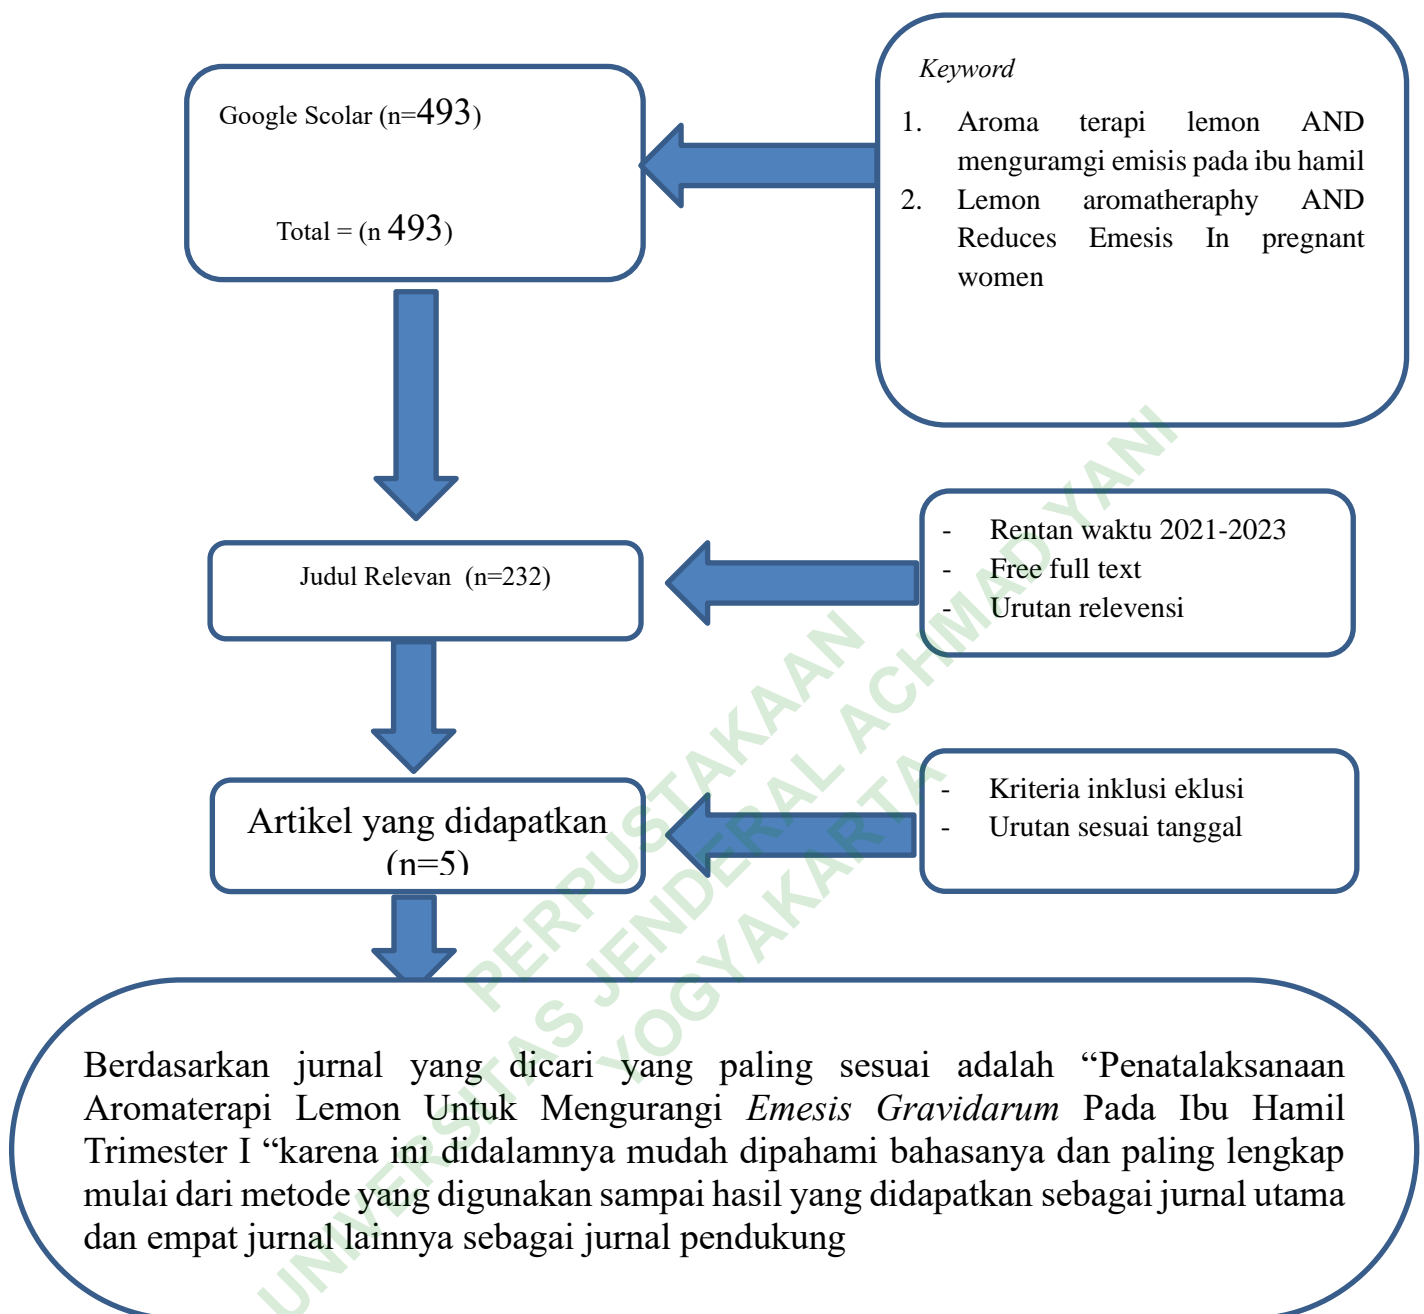 Keyword
1. Aroma terapi lemon AND
menguramgi emisis pada ibu hamil
2. Lemon aromatheraphy AND
Reduces Emesis In pregnant
women
Google Scolar (n=493)
Total = (n 493)
Judul Relevan (n=232)
- Rentan waktu 2021-2023
- Free full text
- Urutan relevensi
Artikel yang didapatkan
(n=5)
- Kriteria inklusi eklusi
- Urutan sesuai tanggal
Berdasarkan jurnal yang dicari yang paling sesuai adalah “Penatalaksanaan
Aromaterapi Lemon Untuk Mengurangi Emesis Gravidarum Pada Ibu Hamil
Trimester I “karena ini didalamnya mudah dipahami bahasanya dan paling lengkap
mulai dari metode yang digunakan sampai hasil yang didapatkan sebagai jurnal utama
dan empat jurnal lainnya sebagai jurnal pendukung
PERPUSTAKAAN
UNIVERSITAS JENDERAL ACHMAD YANI
YOGYAKARTA